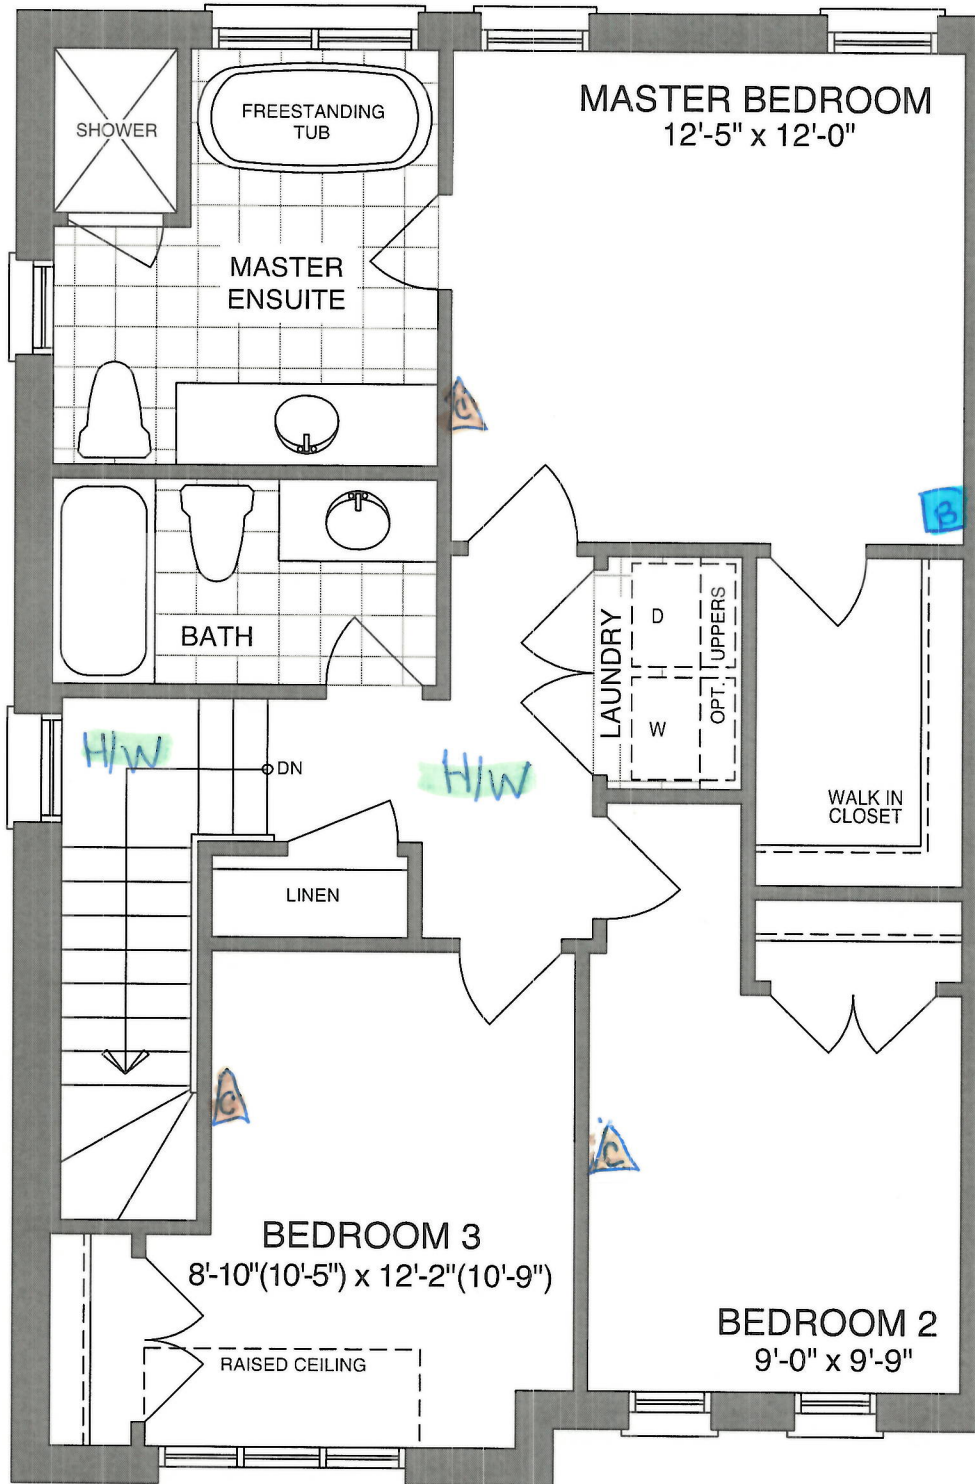 SHOWER
FREESTANDING
TUB
MASTER BEDROOM
12'-5" x 12'-0"
MASTER
ENSUITE
C
B
BATH
LAUNDRY
D
W
UPPERS
OPT.
H/W
DN
H/W
WALK IN
CLOSET
LINEN
C
C
BEDROOM 3
8'-10"(10'-5") x 12'-2"(10'-9")
BEDROOM 2
9'-0" x 9'-9"
RAISED CEILING